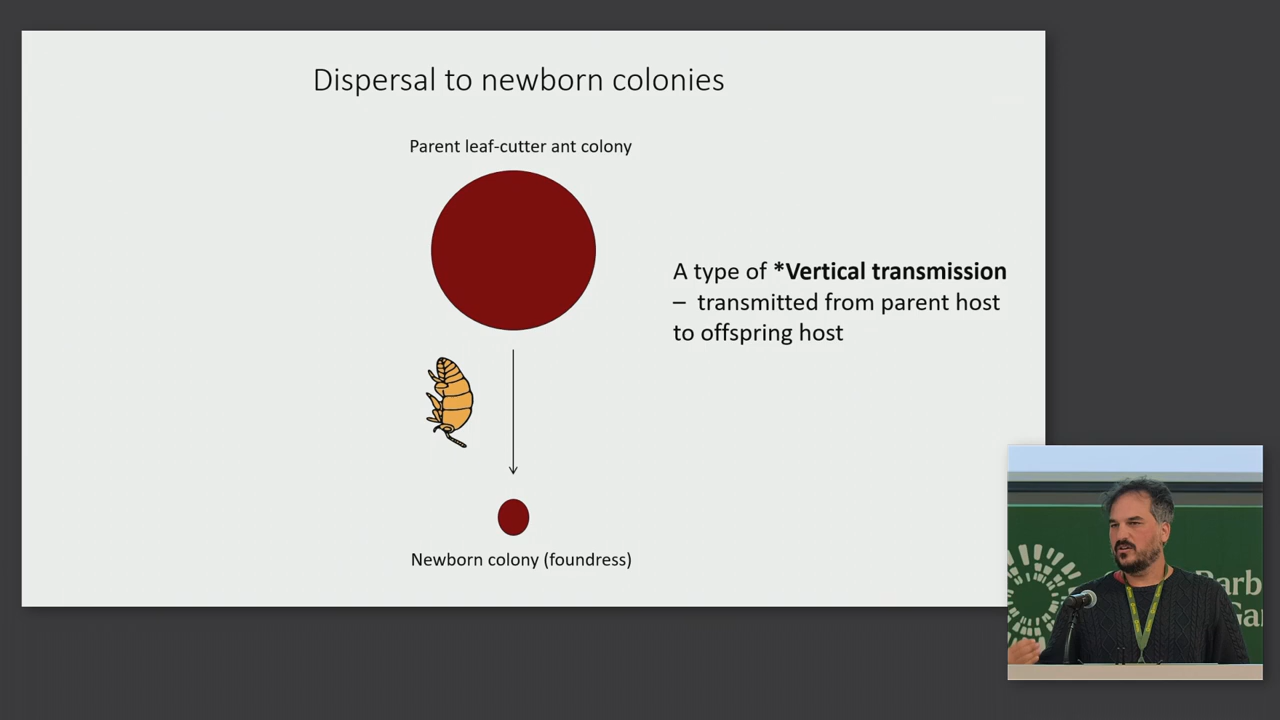 Dispersal to newborn colonies
Parent leaf-cutter ant colony
A type of *Vertical transmission
– transmitted from parent host
to offspring host
Newborn colony (foundress)